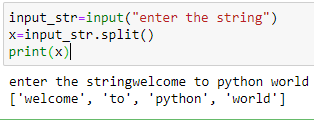 input_str=input("enter the string")
x=input_str.split()
print(x)
enter the stringwelcome to python world
['welcome', 'to', 'python', 'world']